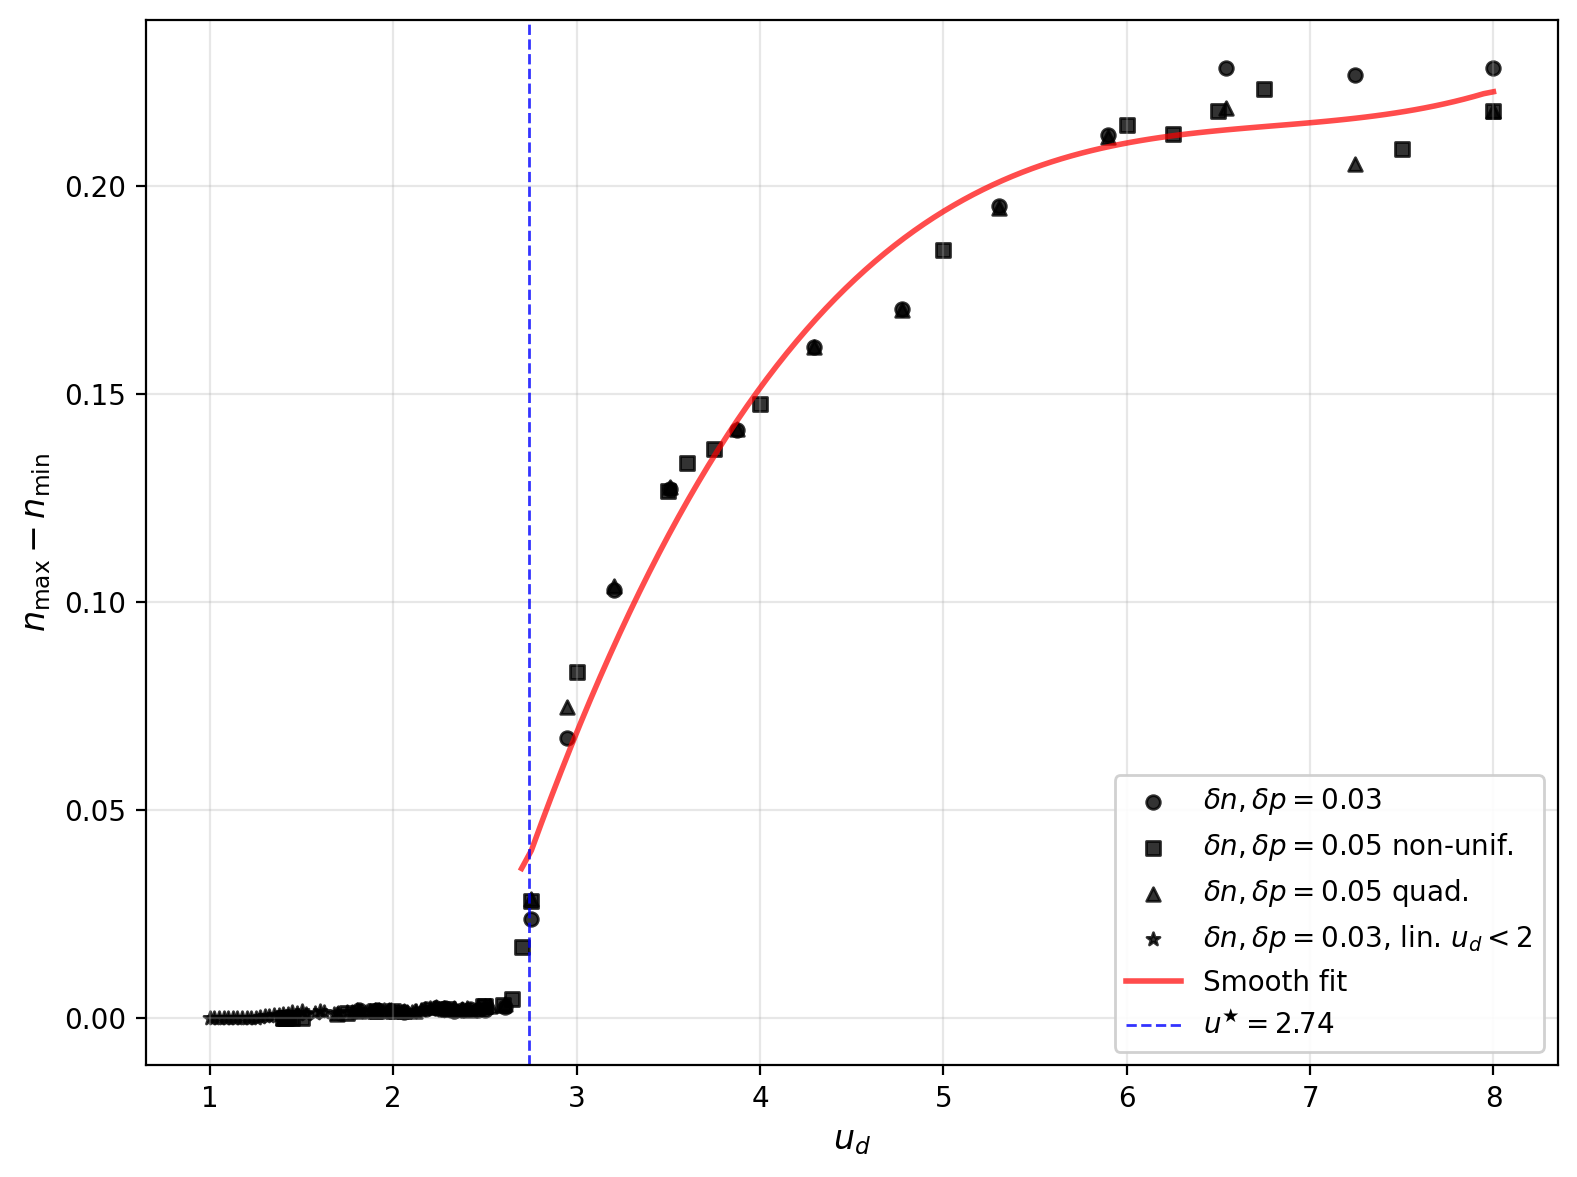 n_max − n_min
0.20
0.15
0.10
0.05
0.00
1 2 3 4 5 6 7 8
u_d
δn, δp = 0.03
δn, δp = 0.05 non-unif.
δn, δp = 0.05 quad.
δn, δp = 0.03, lin. u_d < 2
Smooth fit
u★ = 2.74